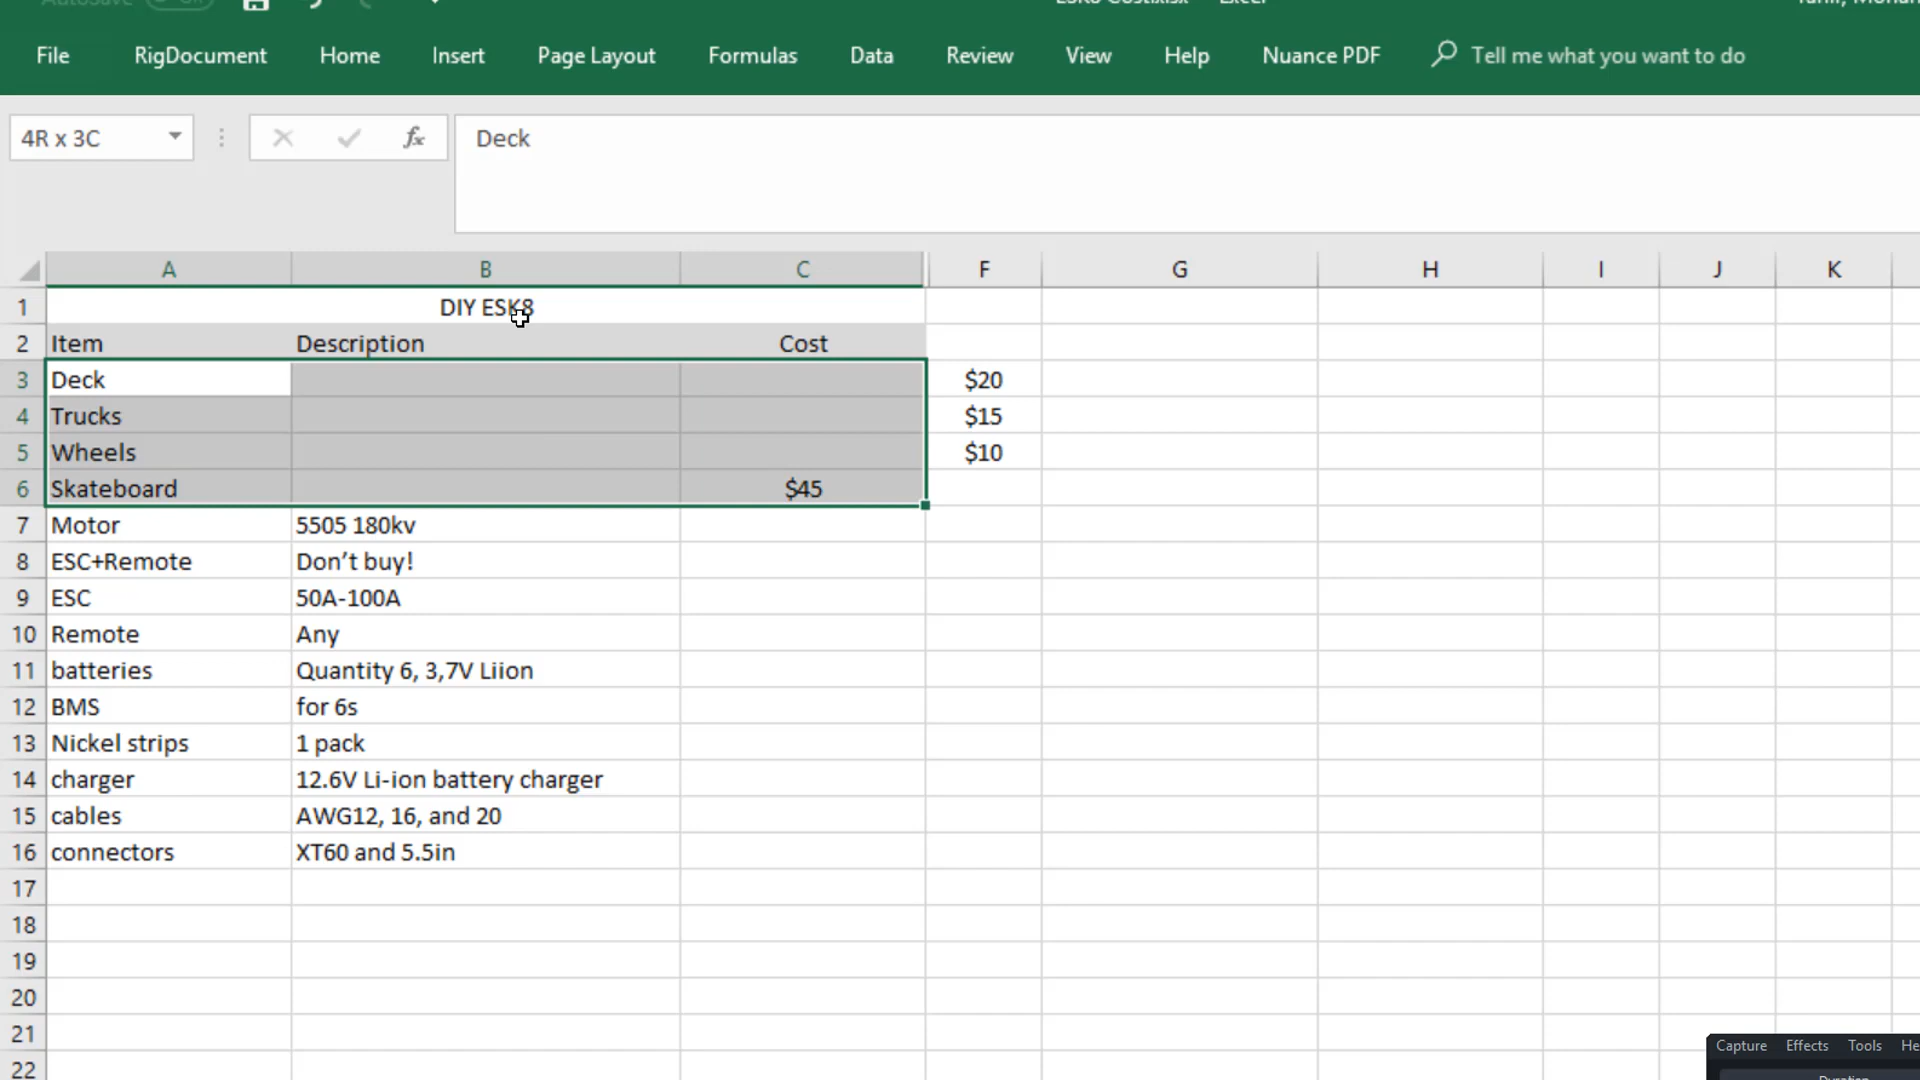 File RigDocument Home Insert Page Layout Formulas Data Review View Help Nuance PDF Tell me what you want to do
4R x 3C fx Deck
A B C F G H I J K
1 DIY ESK8
2 Item Description Cost
3 Deck $20
4 Trucks $15
5 Wheels $10
6 Skateboard $45
7 Motor 5505 180kv
8 ESC+Remote Don’t buy!
9 ESC 50A-100A
10 Remote Any
11 batteries Quantity 6, 3,7V Liion
12 BMS for 6s
13 Nickel strips 1 pack
14 charger 12.6V Li-ion battery charger
15 cables AWG12, 16, and 20
16 connectors XT60 and 5.5in
17
18
19
20
21
22
Capture Effects Tools He